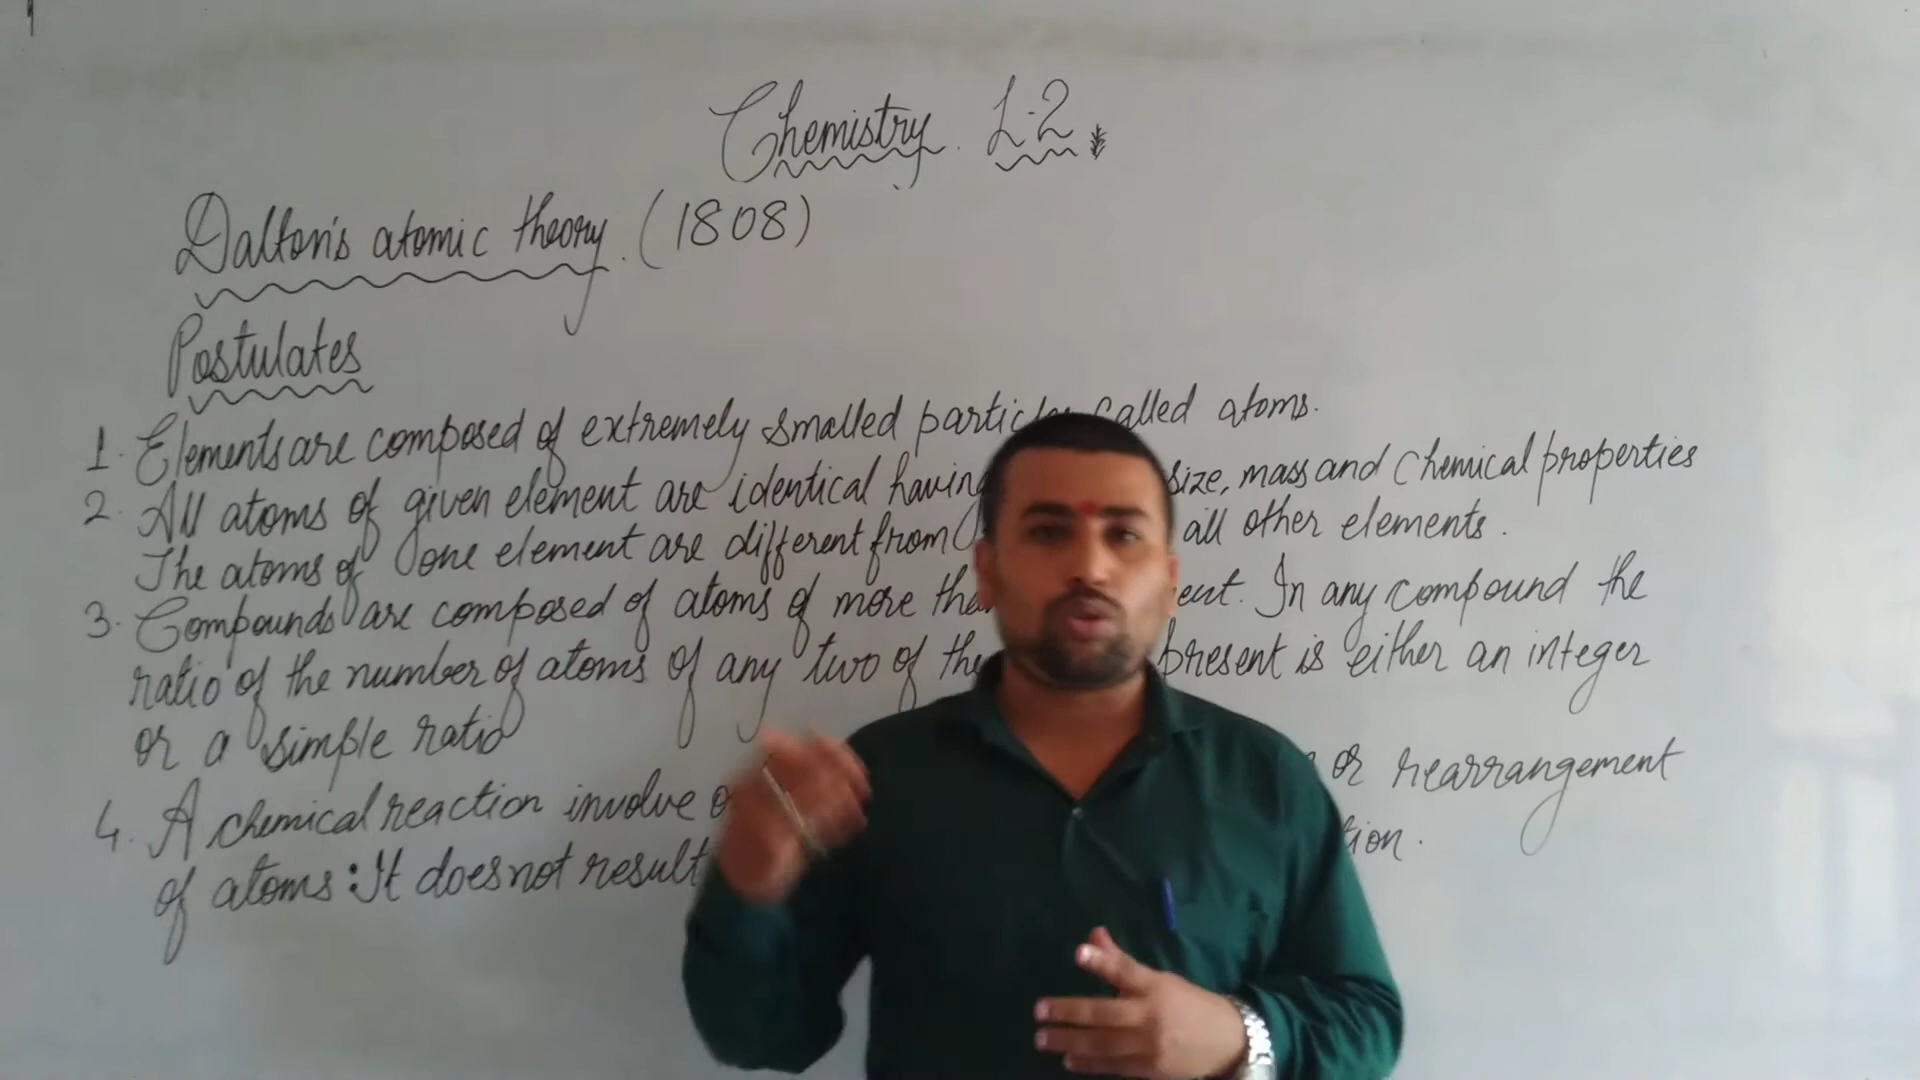 Chemistry. L-2.
Dalton's atomic theory. (1808)
Postulates
1. Elements are composed of extremely smalled particles called atoms.
2. All atoms of given element are identical having size, mass and chemical properties
The atoms of one element are different from all other elements.
3. Compounds are composed of atoms of more than In any compound the
ratio of the number of atoms of any two of the present is either an integer
or a simple ratio
4. A chemical reaction involve or rearrangement
of atoms: It does not result